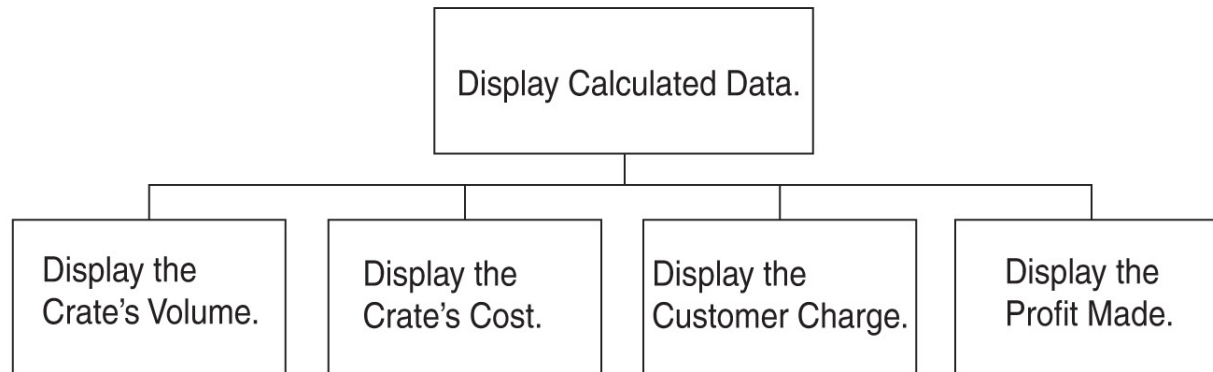 Display Calculated Data.
Display the
Crate’s Volume.
Display the
Crate’s Cost.
Display the
Customer Charge.
Display the
Profit Made.